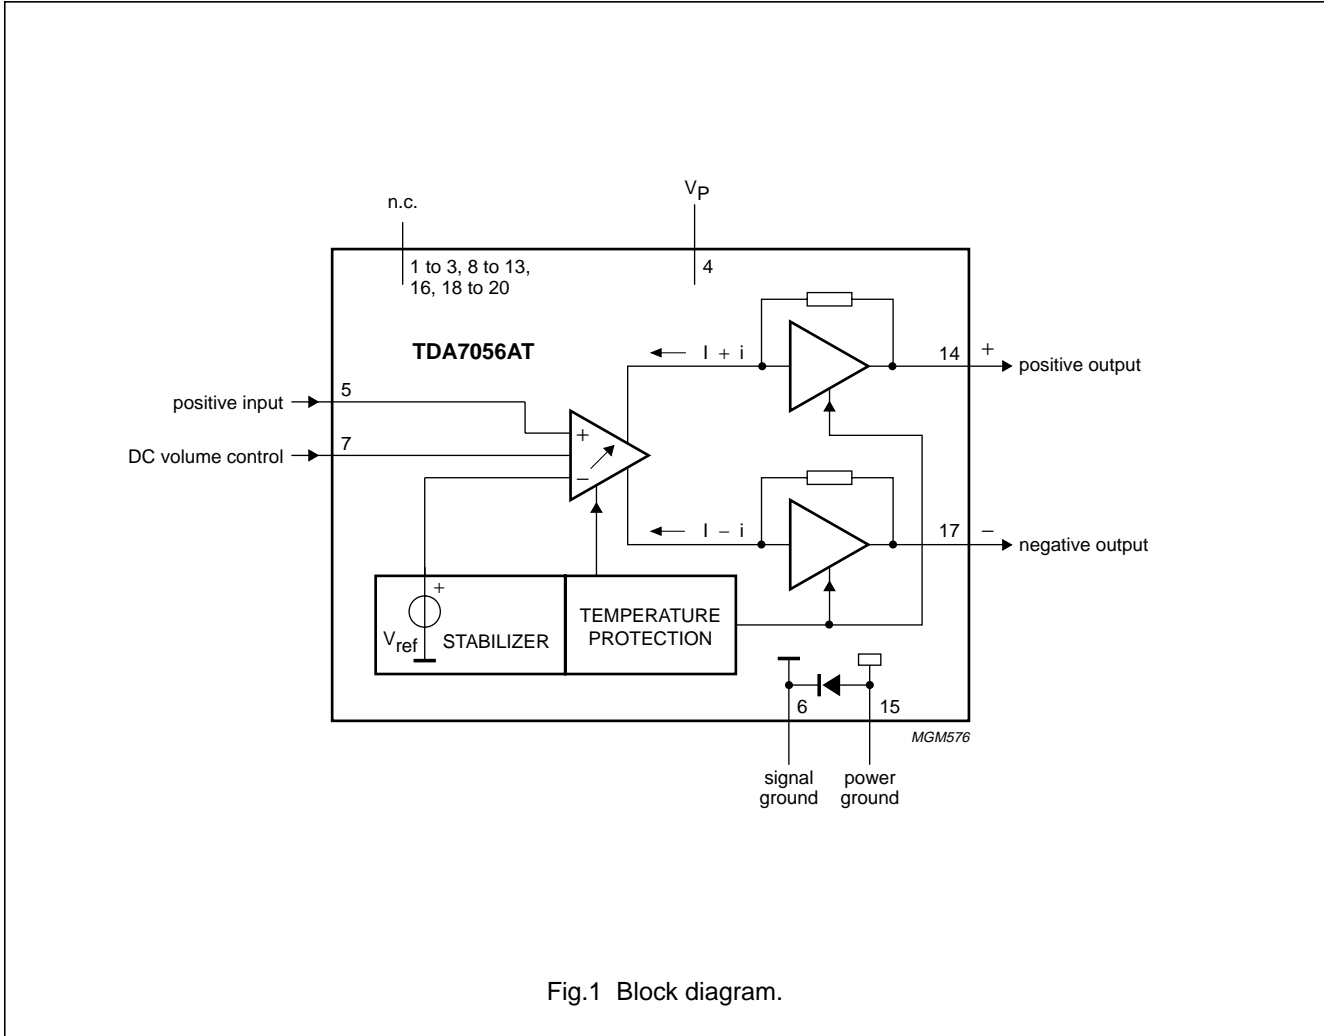 n.c.
V_P
1 to 3, 8 to 13,
16, 18 to 20
4
TDA7056AT
I + i
14
+
positive output
5
positive input
7
DC volume control
+
−
I − i
17
−
negative output
+
V_ref
STABILIZER
TEMPERATURE
PROTECTION
6
15
MGM576
signal
ground
power
ground
Fig.1 Block diagram.